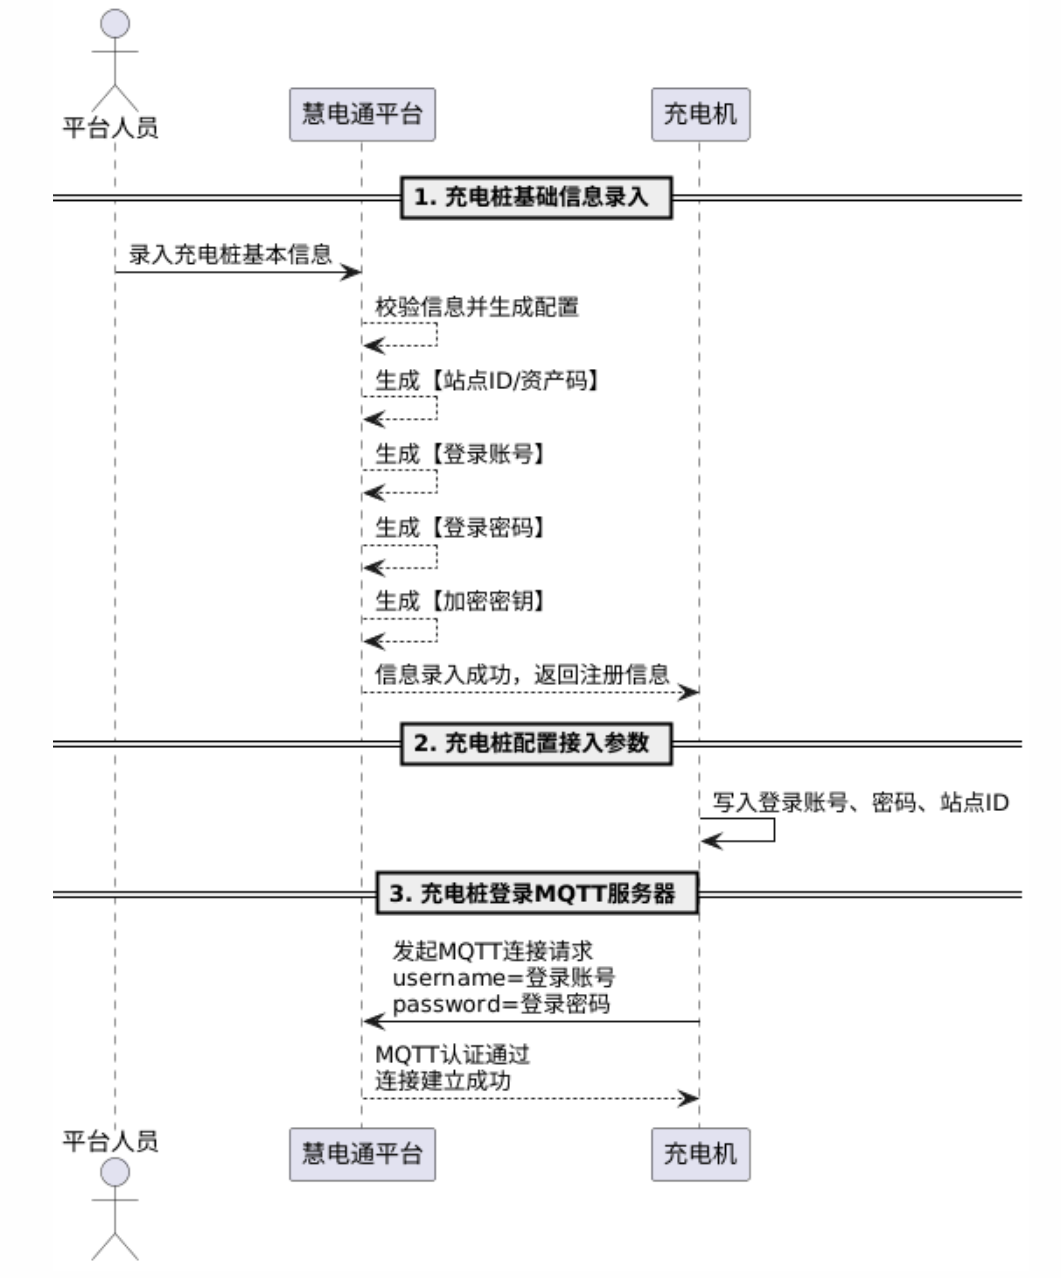 平台人员
慧电通平台
充电机
1. 充电桩基础信息录入
录入充电桩基本信息
校验信息并生成配置
生成【站点ID/资产码】
生成【登录账号】
生成【登录密码】
生成【加密密钥】
信息录入成功，返回注册信息
2. 充电桩配置接入参数
写入登录账号、密码、站点ID
3. 充电桩登录MQTT服务器
发起MQTT连接请求
username=登录账号
password=登录密码
MQTT认证通过
连接建立成功
平台人员
慧电通平台
充电机